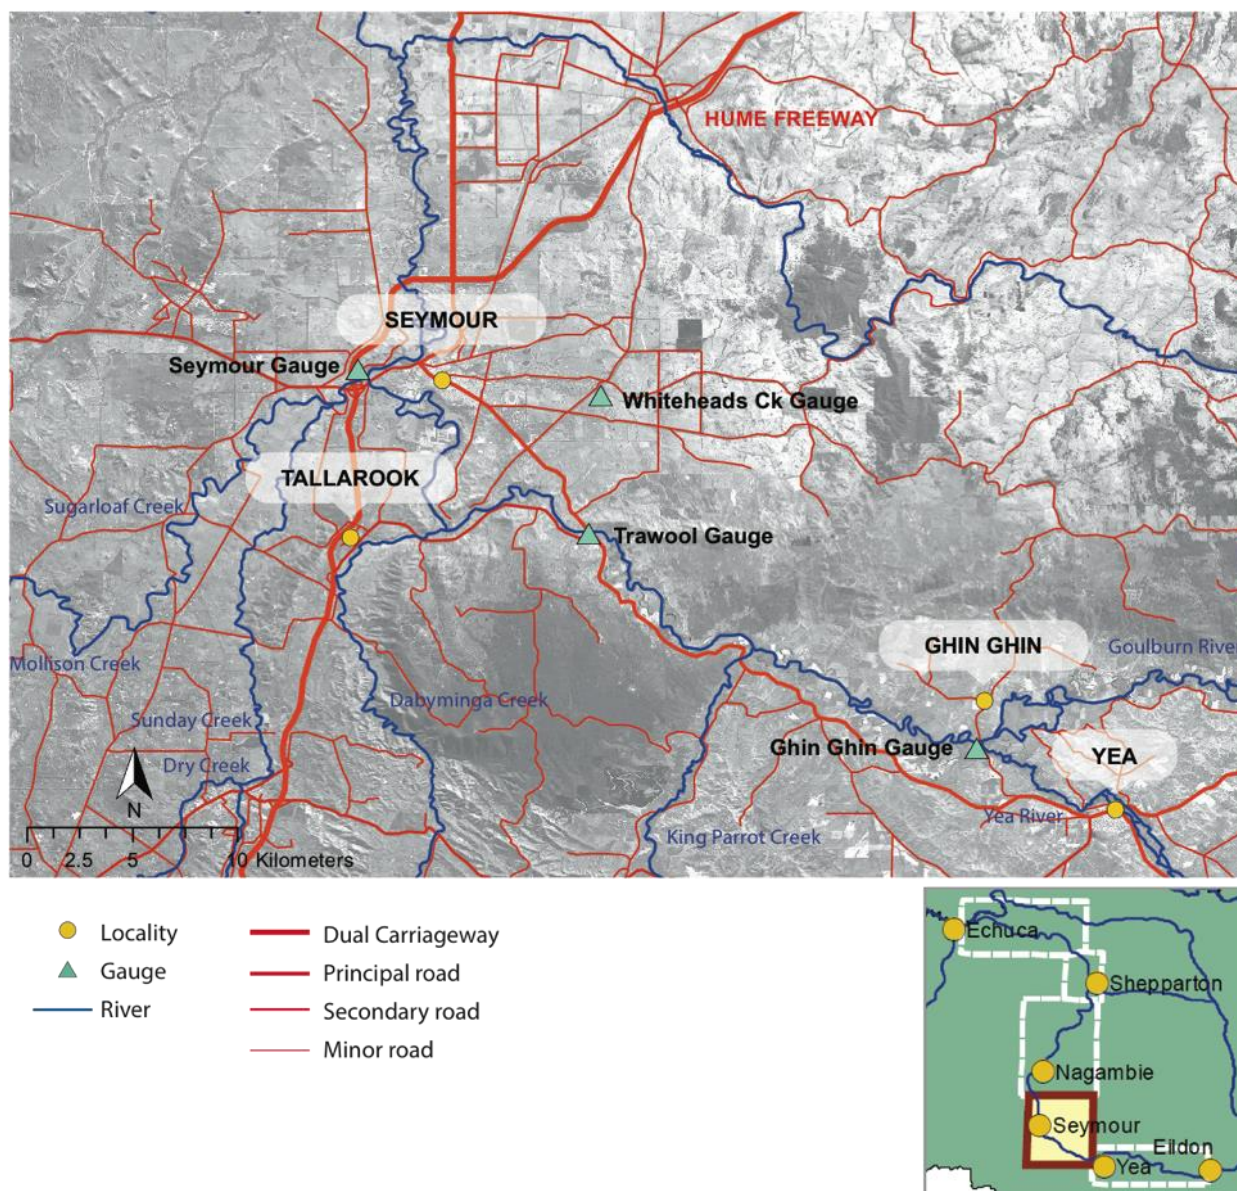 HUME FREEWAY
SEYMOUR
Seymour Gauge
Whiteheads Ck Gauge
TALLAROOK
Sugarloaf Creek
Trawool Gauge
GHIN GHIN
Goulburn River
Mollison Creek
Dabyminga Creek
Sunday Creek
Ghin Ghin Gauge
YEA
Dry Creek
N
Yea River
King Parrot Creek
0 2.5 5 10 Kilometers
Locality
Gauge
River
Dual Carriageway
Principal road
Secondary road
Minor road
Echuca
Shepparton
Nagambie
Seymour
Eildon
Yea